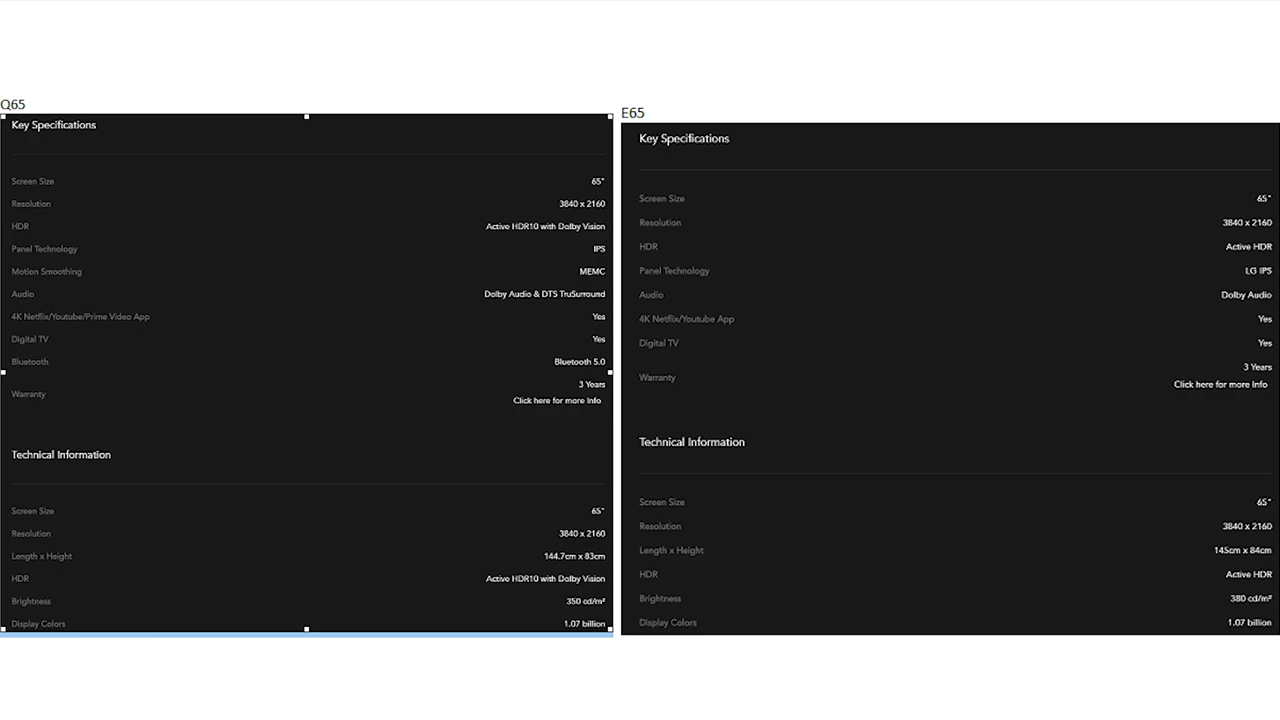 Q65
Key Specifications
Screen Size 65"
Resolution 3840 x 2160
HDR Active HDR10 with Dolby Vision
Panel Technology IPS
Motion Smoothing MEMC
Audio Dolby Audio & DTS TruSurround
4K Netflix/Youtube/Prime Video App Yes
Digital TV Yes
Bluetooth Bluetooth 5.0
Warranty 3 Years
Click here for more Info
Technical Information
Screen Size 65"
Resolution 3840 x 2160
Length x Height 144.7cm x 83cm
HDR Active HDR10 with Dolby Vision
Brightness 350 cd/m²
Display Colors 1.07 billion
E65
Key Specifications
Screen Size 65"
Resolution 3840 x 2160
HDR Active HDR
Panel Technology LG IPS
Audio Dolby Audio
4K Netflix/Youtube App Yes
Digital TV Yes
Warranty 3 Years
Click here for more Info
Technical Information
Screen Size 65"
Resolution 3840 x 2160
Length x Height 145cm x 84cm
HDR Active HDR
Brightness 380 cd/m²
Display Colors 1.07 billion